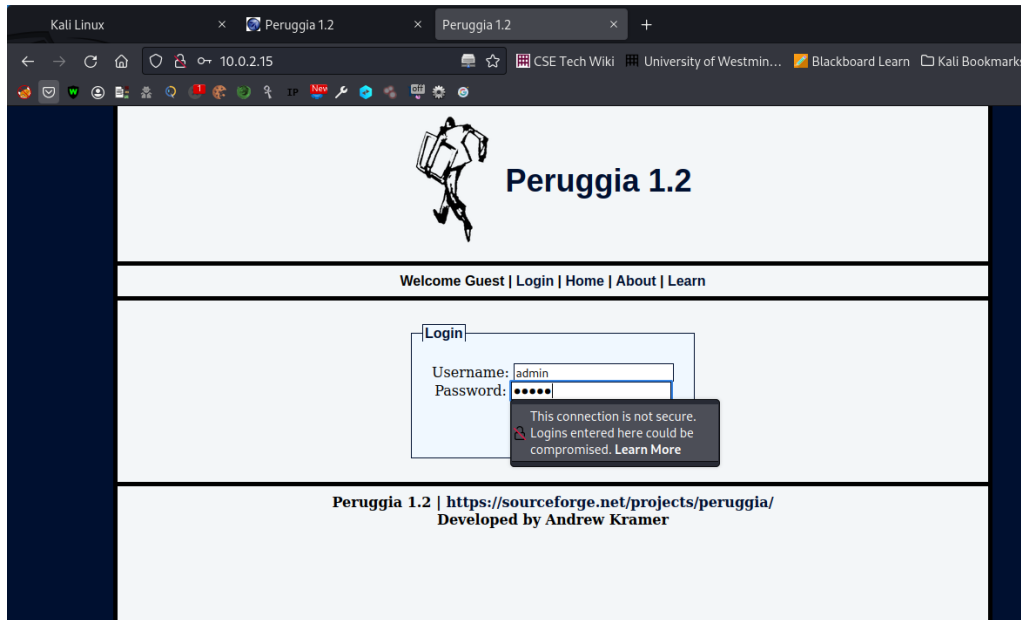 Kali Linux × Peruggia 1.2 × Peruggia 1.2 × +
10.0.2.15 CSE Tech Wiki University of Westmin... Blackboard Learn Kali Bookmarks
1 IP New off
Peruggia 1.2
Welcome Guest | Login | Home | About | Learn
Login
Username: admin
Password: •••••
This connection is not secure.
Logins entered here could be
compromised. Learn More
Peruggia 1.2 | https://sourceforge.net/projects/peruggia/
Developed by Andrew Kramer